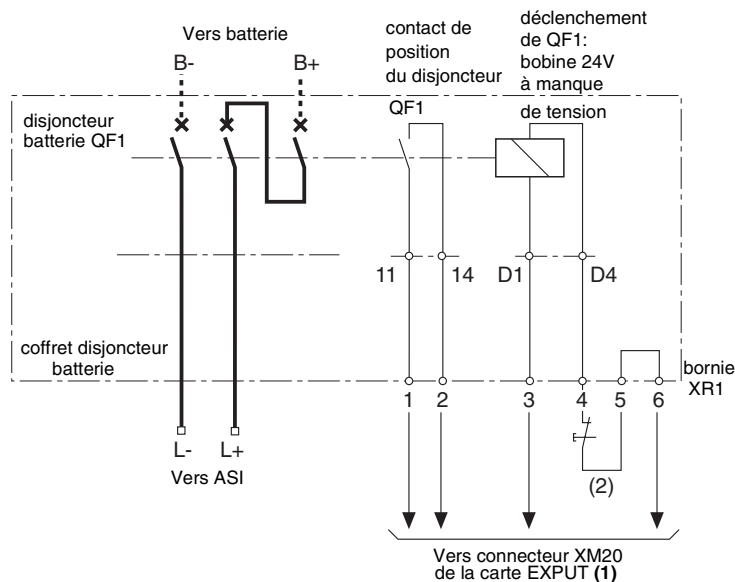 Vers batterie
B-
B+
contact de
position
du disjoncteur
QF1
déclenchement
de QF1:
bobine 24V
à manque
de tension
disjoncteur
batterie QF1
11
14
D1
D4
coffret disjoncteur
batterie
bornie
XR1
1
2
3
4
5
6
(2)
L-
L+
Vers ASI
Vers connecteur XM20
de la carte EXPUT (1)